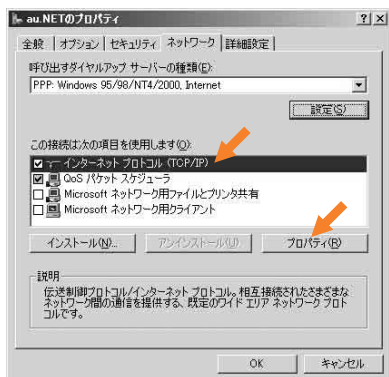 au.NETのプロパティ
全般 オプション セキュリティ ネットワーク 詳細設定
呼び出すダイヤルアップ サーバーの種類(E):
PPP: Windows 95/98/NT4/2000, Internet
設定(S)
この接続は次の項目を使用します(O):
インターネット プロトコル (TCP/IP)
QoS パケット スケジューラ
Microsoft ネットワーク用ファイルとプリンタ共有
Microsoft ネットワーク用クライアント
インストール(N)... アンインストール(U) プロパティ(R)
説明
伝送制御プロトコル/インターネット プロトコル。相互接続されたさまざまな
ネットワーク間の通信を提供する、既定のワイド エリア ネットワーク プロト
コルです。
OK キャンセル